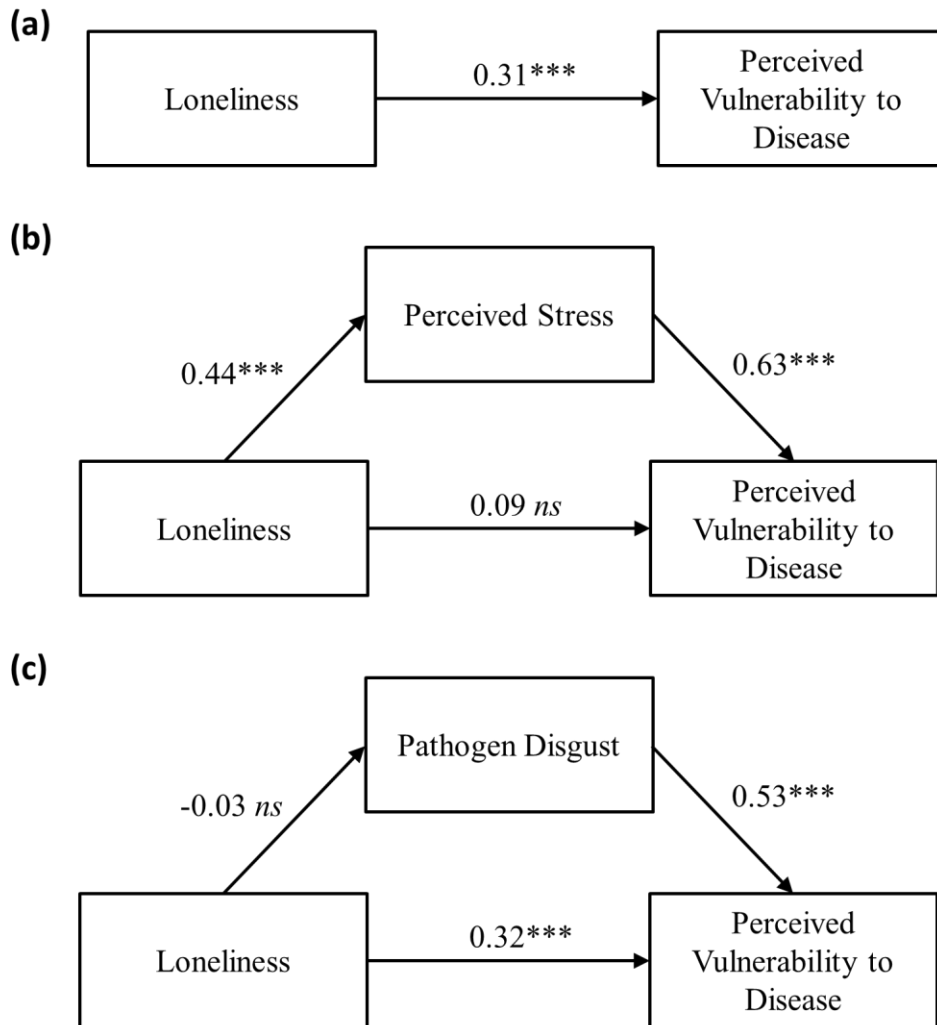 (a)
Loneliness
0.31***
Perceived
Vulnerability to
Disease
(b)
Perceived Stress
0.44***
0.63***
Loneliness
0.09 ns
Perceived
Vulnerability to
Disease
(c)
Pathogen Disgust
-0.03 ns
0.53***
Loneliness
0.32***
Perceived
Vulnerability to
Disease